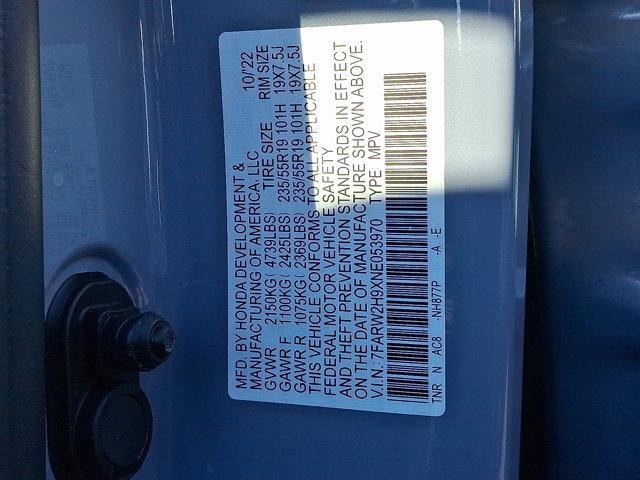 MFD. BY HONDA DEVELOPMENT & 10/'22
MANUFACTURING OF AMERICA, LLC TIRE SIZE RIM SIZE
GVWR 2150KG ( 4739LBS)
GAWR F 1100KG ( 2425LBS) 235/55R19 101H 19X7.5J
GAWR R 1075KG ( 2369LBS) 235/55R19 101H 19X7.5J
THIS VEHICLE CONFORMS TO ALL APPLICABLE
FEDERAL MOTOR VEHICLE SAFETY
AND THEFT PREVENTION STANDARDS IN EFFECT
ON THE DATE OF MANUFACTURE SHOWN ABOVE.
V.I.N.: 7FARW2H9XNE053970 TYPE MPV
TNR N AC8 -NH877P -A -E